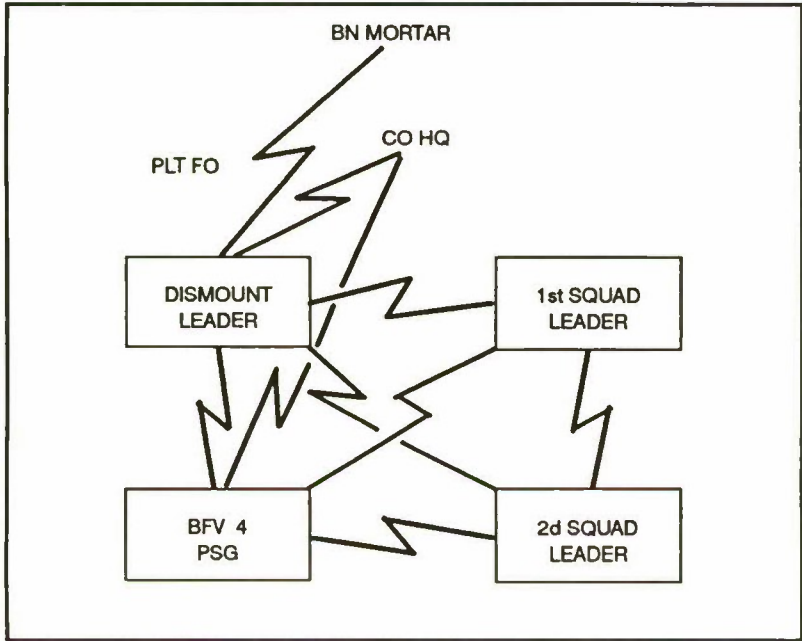 BN MORTAR
CO HQ
PLT FO
DISMOUNT
LEADER
1st SQUAD
LEADER
BFV 4
PSG
2d SQUAD
LEADER